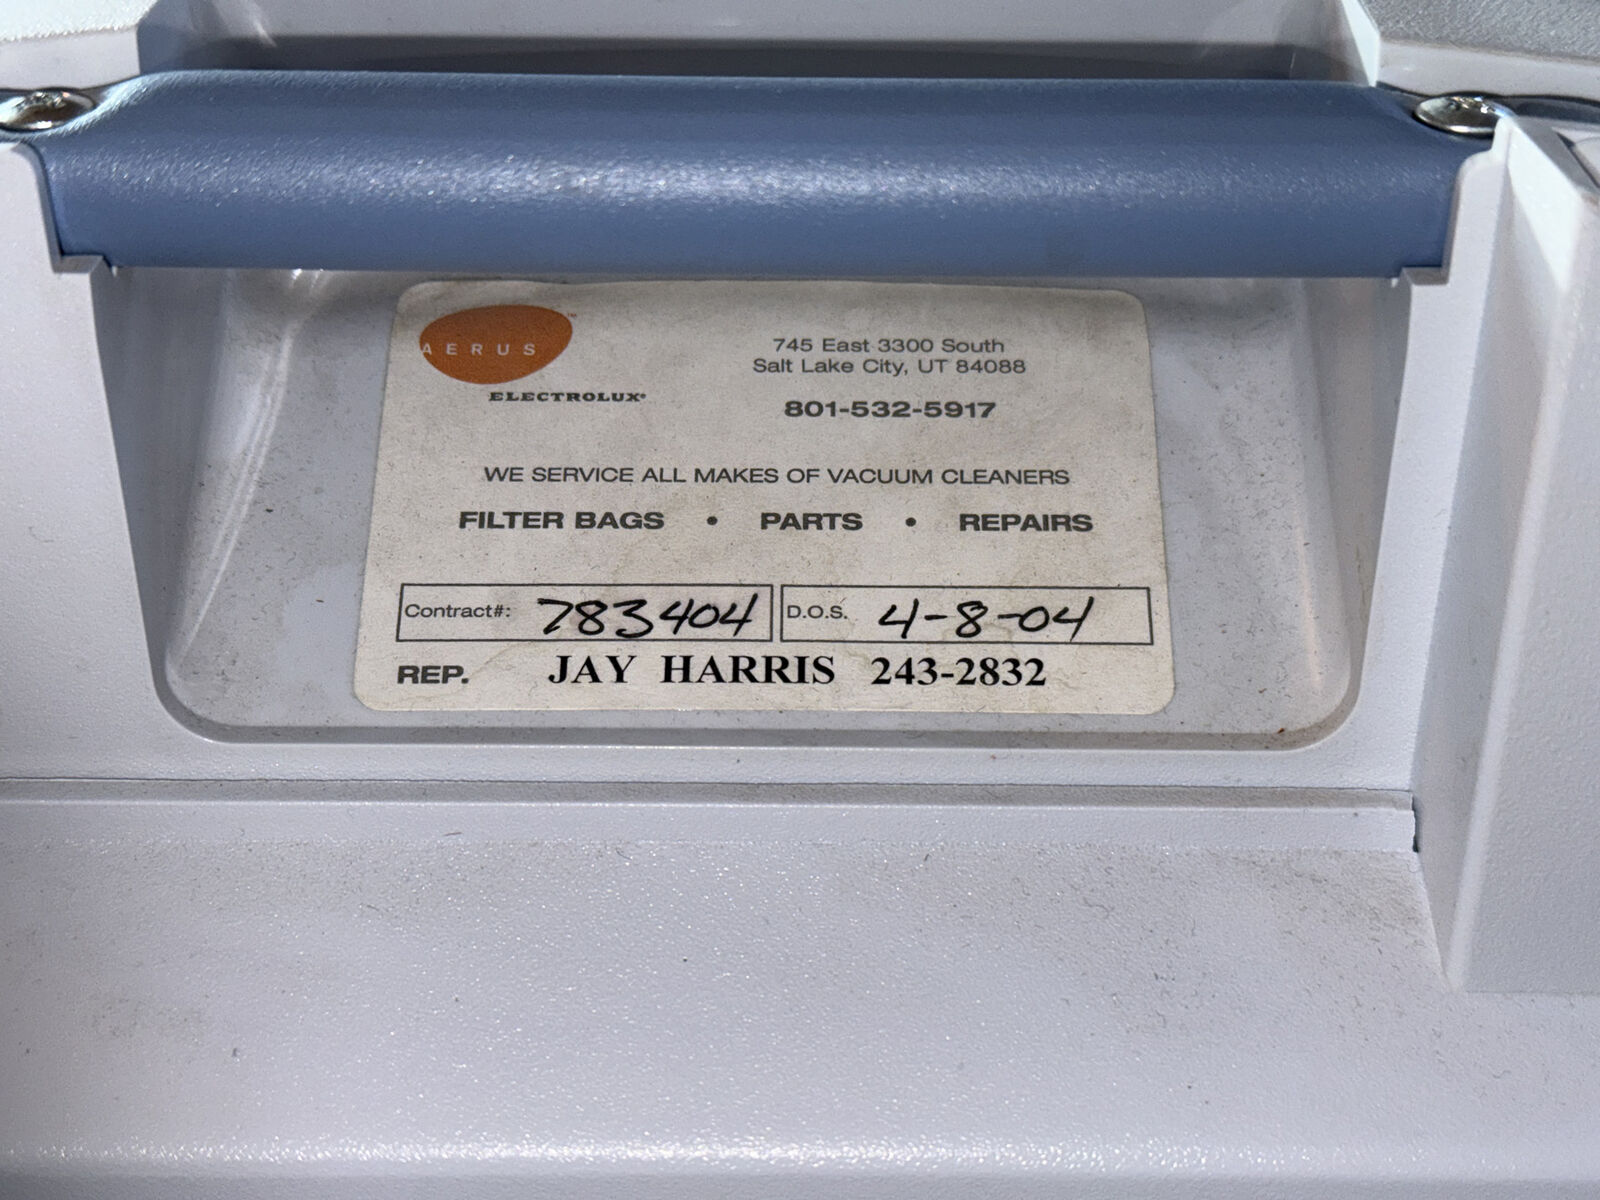 AERUS™
ELECTROLUX®
745 East 3300 South
Salt Lake City, UT 84088
801-532-5917
WE SERVICE ALL MAKES OF VACUUM CLEANERS
FILTER BAGS • PARTS • REPAIRS
Contract#: 783404 D.O.S. 4-8-04
REP. JAY HARRIS 243-2832